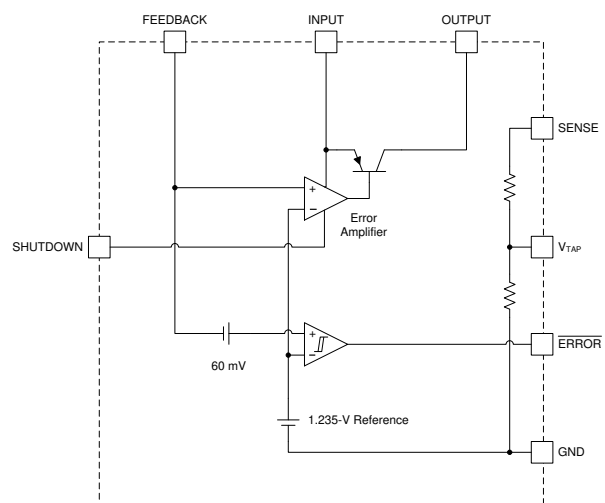 FEEDBACK INPUT OUTPUT
SENSE
+
−
Error
Amplifier
SHUTDOWN
VTAP
+
−
ERROR
60 mV
1.235-V Reference
GND